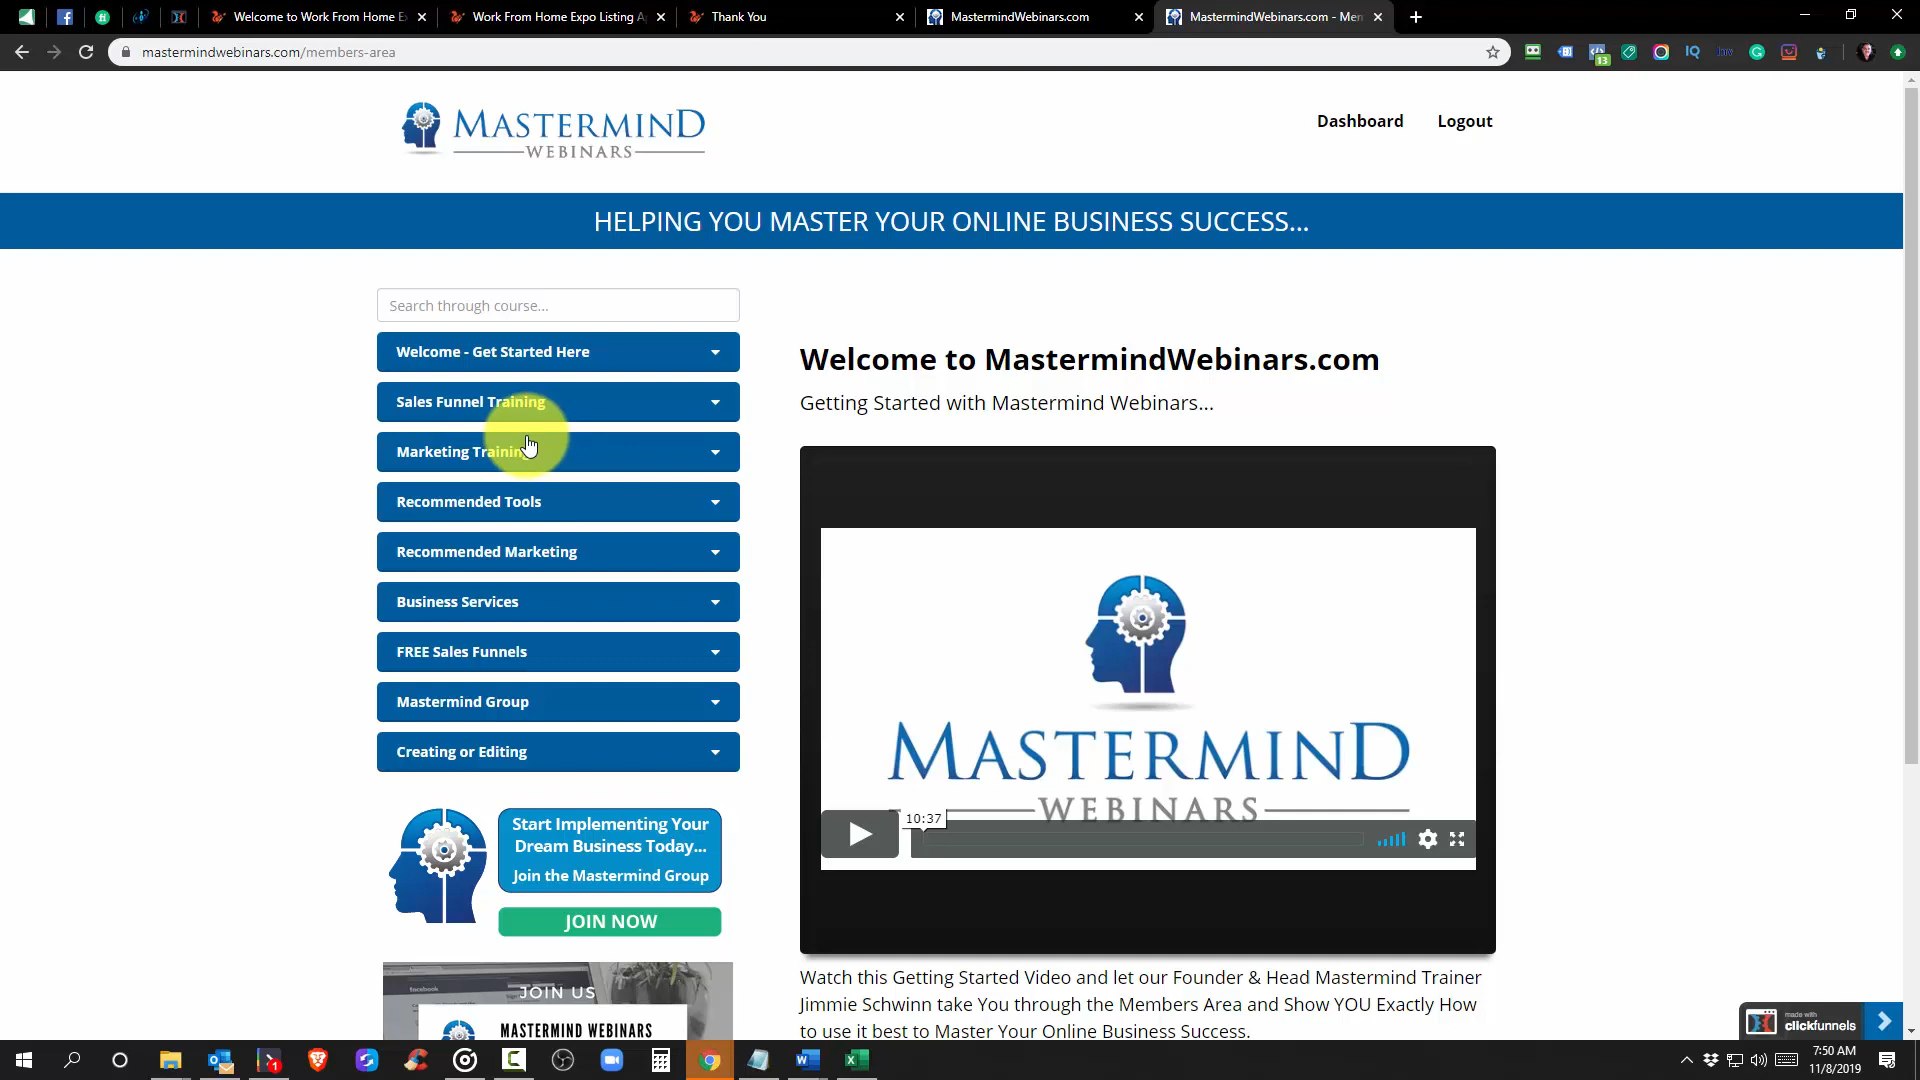 Welcome to Work From Home E
Work From Home Expo Listing A
Thank You
MastermindWebinars.com
MastermindWebinars.com - Mem
mastermindwebinars.com/members-area
13
MASTERMIND
WEBINARS
Dashboard
Logout
HELPING YOU MASTER YOUR ONLINE BUSINESS SUCCESS...
Search through course...
Welcome - Get Started Here
Sales Funnel Training
Marketing Training
Recommended Tools
Recommended Marketing
Business Services
FREE Sales Funnels
Mastermind Group
Creating or Editing
Start Implementing Your
Dream Business Today...
Join the Mastermind Group
JOIN NOW
facebook
JOIN US
MASTERMIND WEBINARS
Welcome to MastermindWebinars.com
Getting Started with Mastermind Webinars...
MASTERMIND
WEBINARS
10:37
Watch this Getting Started Video and let our Founder & Head Mastermind Trainer
Jimmie Schwinn take You through the Members Area and Show YOU Exactly How
to use it best to Master Your Online Business Success.
made with
clickfunnels
7:50 AM
11/8/2019